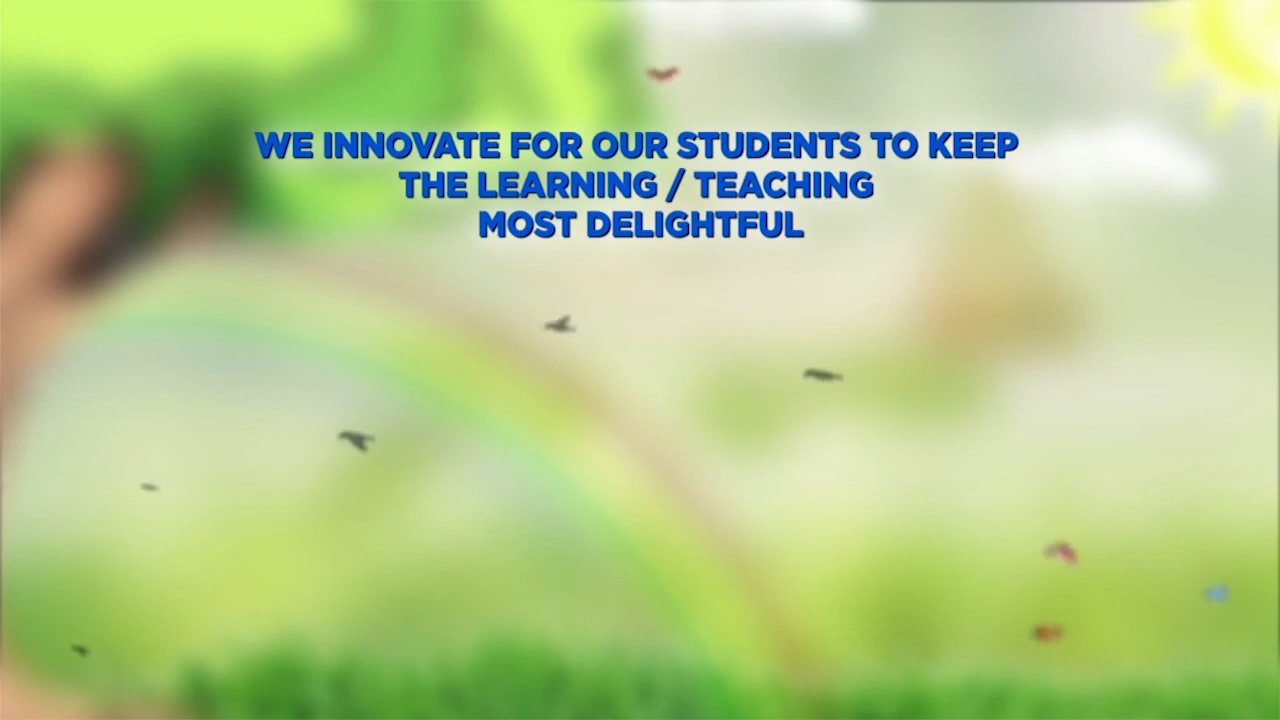 WE INNOVATE FOR OUR STUDENTS TO KEEP
THE LEARNING / TEACHING
MOST DELIGHTFUL